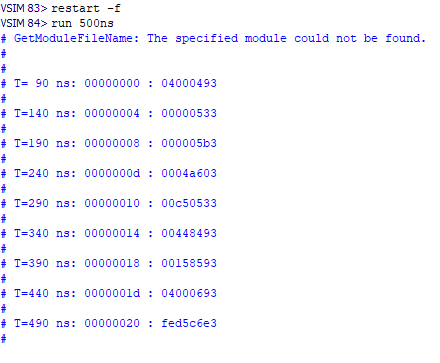 VSIM 83> restart -f
VSIM 84> run 500ns
# GetModuleFileName: The specified module could not be found.
#
#
# T= 90 ns: 00000000 : 04000493
#
# T=140 ns: 00000004 : 00000533
#
# T=190 ns: 00000008 : 000005b3
#
# T=240 ns: 0000000d : 0004a603
#
# T=290 ns: 00000010 : 00c50533
#
# T=340 ns: 00000014 : 00448493
#
# T=390 ns: 00000018 : 00158593
#
# T=440 ns: 0000001d : 04000693
#
# T=490 ns: 00000020 : fed5c6e3
#